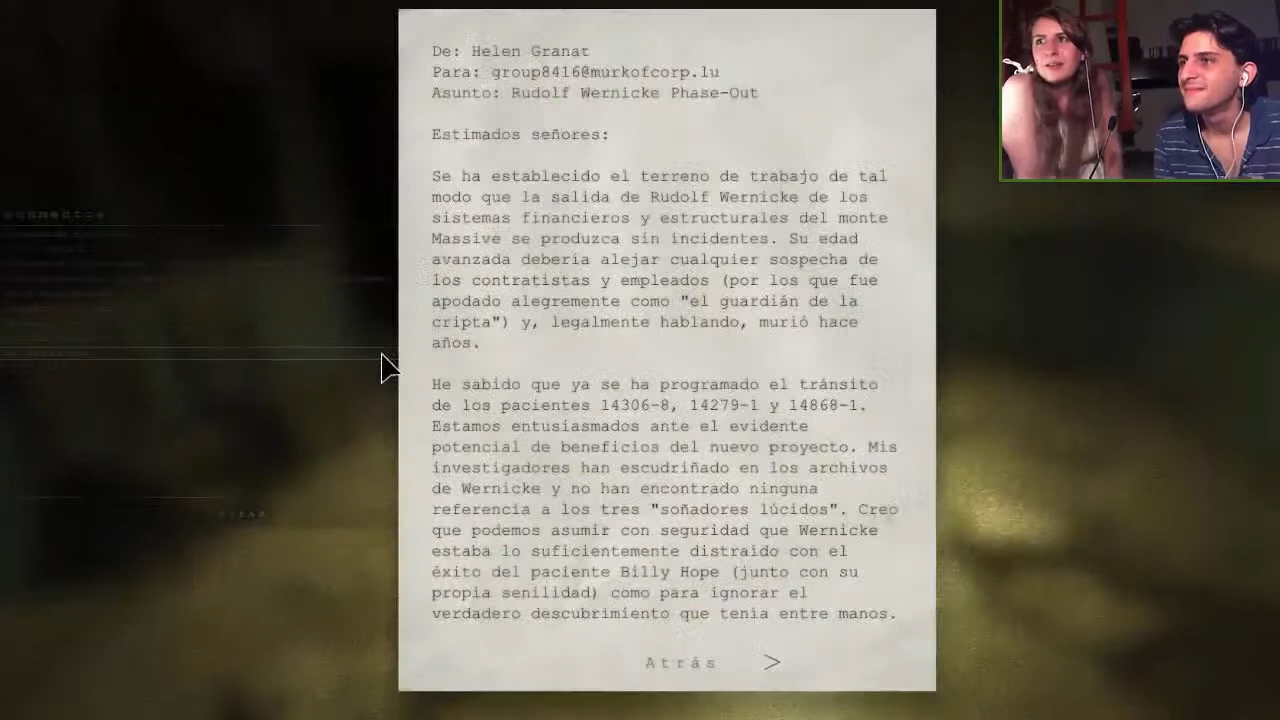 De: Helen Granat
Para: group8416@murkofcorp.lu
Asunto: Rudolf Wernicke Phase-Out
Estimados señores:
Se ha establecido el terreno de trabajo de tal
modo que la salida de Rudolf Wernicke de los
sistemas financieros y estructurales del monte
Massive se produzca sin incidentes. Su edad
avanzada debería alejar cualquier sospecha de
los contratistas y empleados (por los que fue
apodado alegremente como "el guardián de la
cripta") y, legalmente hablando, murió hace
años.
He sabido que ya se ha programado el tránsito
de los pacientes 14306-8, 14279-1 y 14868-1.
Estamos entusiasmados ante el evidente
potencial de beneficios del nuevo proyecto. Mis
investigadores han escudriñado en los archivos
de Wernicke y no han encontrado ninguna
referencia a los tres "soñadores lúcidos". Creo
que podemos asumir con seguridad que Wernicke
estaba lo suficientemente distraído con el
éxito del paciente Billy Hope (junto con su
propia senilidad) como para ignorar el
verdadero descubrimiento que tenía entre manos.
Atrás >